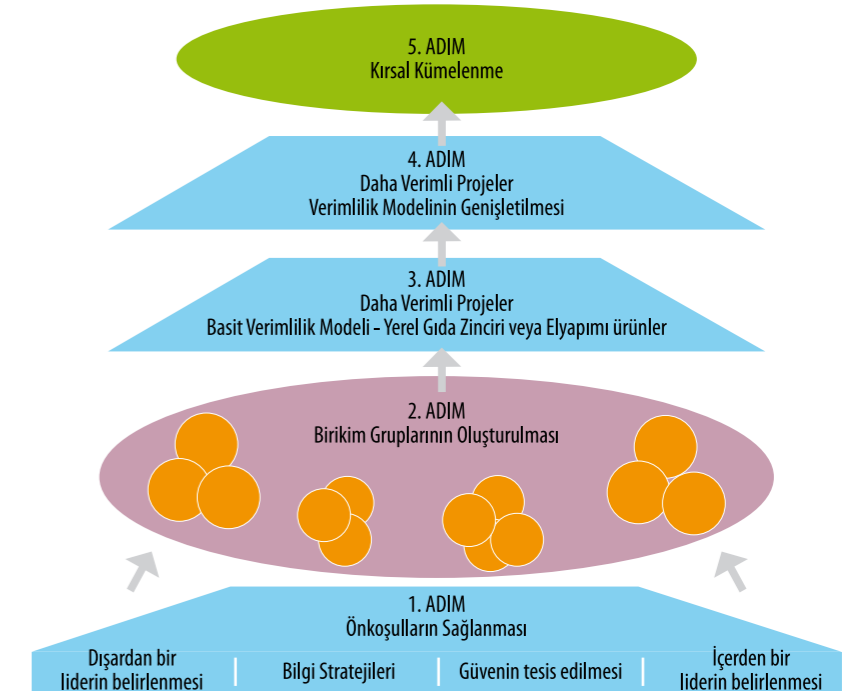 5. ADIM
Kırsal Kümelenme
4. ADIM
Daha Verimli Projeler
Verimlilik Modelinin Genişletilmesi
3. ADIM
Daha Verimli Projeler
Basit Verimlilik Modeli - Yerel Gıda Zinciri veya Elyapımı ürünler
2. ADIM
Birikim Gruplarının Oluşturulması
1. ADIM
Önkoşulların Sağlanması
Dışardan bir
liderin belirlenmesi
Bilgi Stratejileri
Güvenin tesis edilmesi
İçerden bir
liderin belirlenmesi